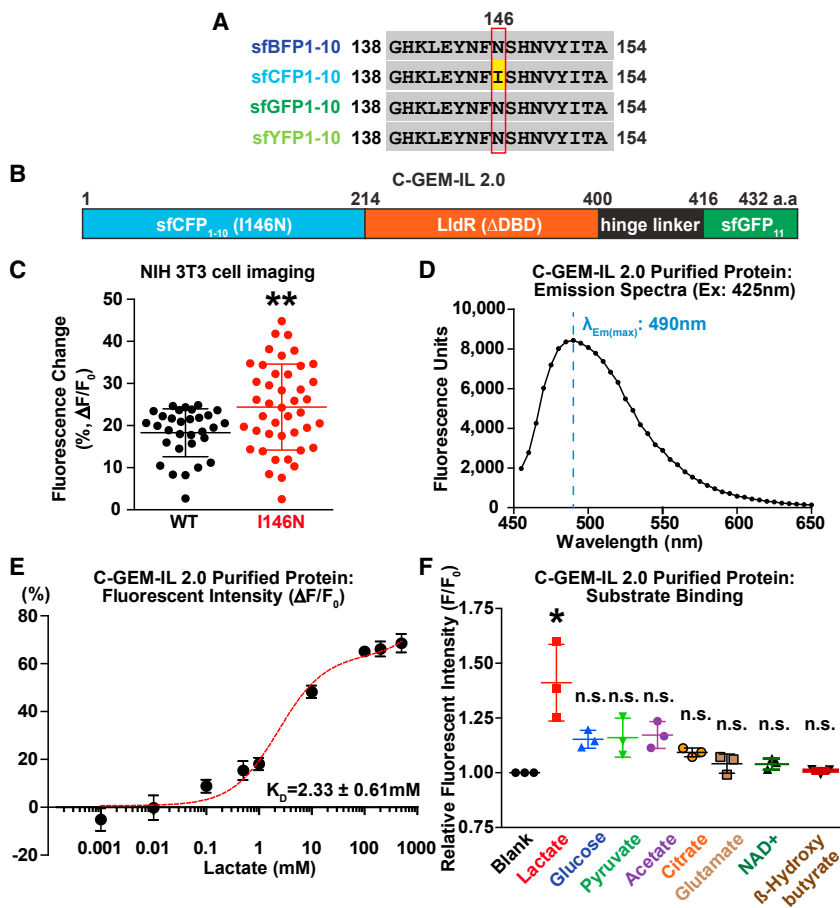 A
146
sfBFP1-10 138 GHKLEYNFNSHNVYITA 154
sfCFP1-10 138 GHKLEYNFISHNVYITA 154
sfGFP1-10 138 GHKLEYNFNSHNVYITA 154
sfYFP1-10 138 GHKLEYNFNSHNVYITA 154
B
C-GEM-IL 2.0
1 214 400 416 432 a.a
sfCFP1-10 (I146N) LldR (ΔDBD) hinge linker sfGFP11
C
NIH 3T3 cell imaging
**
Fluorescence Change
(%, ΔF/F0)
50
40
30
20
10
0
WT I146N
D
C-GEM-IL 2.0 Purified Protein:
Emission Spectra (Ex: 425nm)
λEm(max): 490nm
Fluorescence Units
10,000
8,000
6,000
4,000
2,000
0
450 500 550 600 650
Wavelength (nm)
E
C-GEM-IL 2.0 Purified Protein:
Fluorescent Intensity (ΔF/F0)
(%)
80
60
40
20
0
-20
KD=2.33 ± 0.61mM
0.001 0.01 0.1 1 10 100 1000
Lactate (mM)
F
C-GEM-IL 2.0 Purified Protein:
Substrate Binding
Relative Fluorescent Intensity (F/F0)
1.75
1.50
1.25
1.00
0.75
*
n.s. n.s. n.s. n.s. n.s. n.s. n.s.
Blank
Lactate
Glucose
Pyruvate
Acetate
Citrate
Glutamate
NAD+
ß-Hydroxy
butyrate